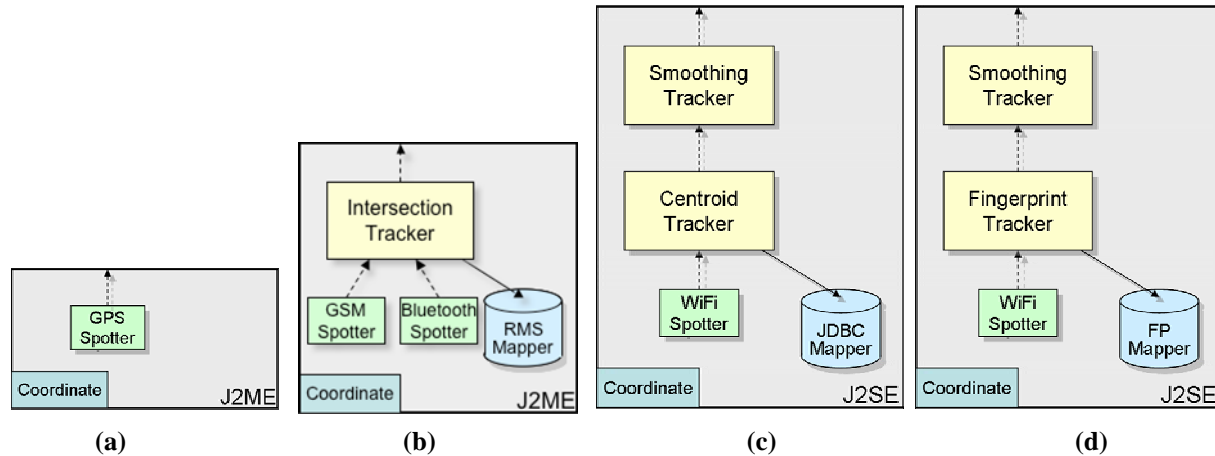 GPS
Spotter
Coordinate
J2ME
(a)
Intersection
Tracker
GSM
Spotter
Bluetooth
Spotter
RMS
Mapper
Coordinate
J2ME
(b)
Smoothing
Tracker
Centroid
Tracker
WiFi
Spotter
JDBC
Mapper
Coordinate
J2SE
(c)
Smoothing
Tracker
Fingerprint
Tracker
WiFi
Spotter
FP
Mapper
Coordinate
J2SE
(d)